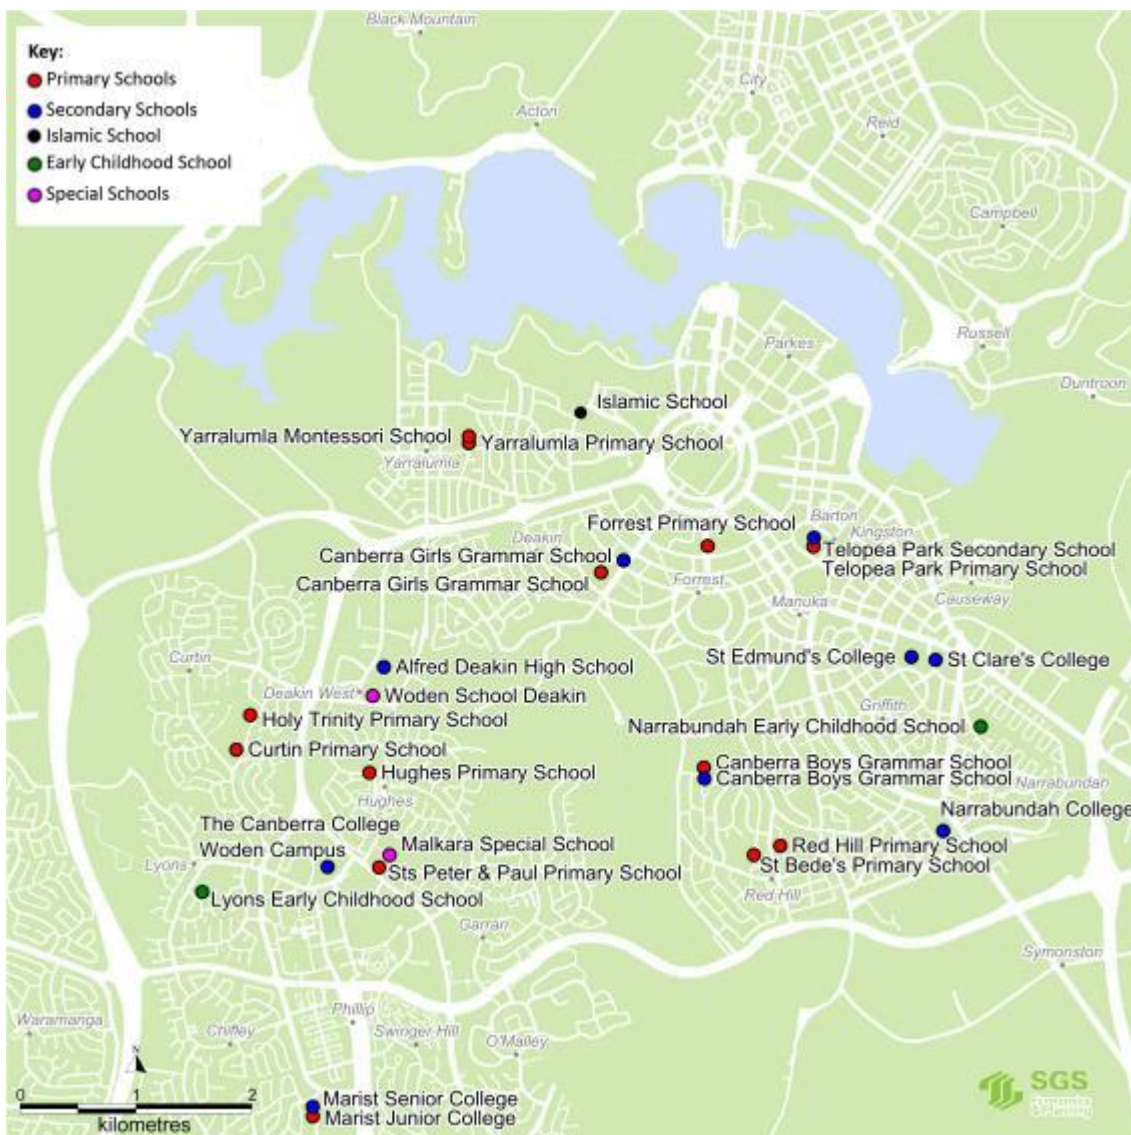 Black Mountain
Key:
Primary Schools
Secondary Schools
Islamic School
Early Childhood School
Special Schools
City
Acton
Reid
Campbell
Russell
Parkes
Duntroon
Islamic School
Yarralumla Montessori School
Yarralumla Primary School
Yarralumla
Forrest Primary School
Barton
Kingston
Deakin
Canberra Girls Grammar School
Telopea Park Secondary School
Telopea Park Primary School
Canberra Girls Grammar School
Forrest
Manuka
Causeway
Curtin
Alfred Deakin High School
St Edmund's College
St Clare's College
Deakin West
Woden School Deakin
Griffith
Holy Trinity Primary School
Narrabundah Early Childhood School
Curtin Primary School
Hughes Primary School
Canberra Boys Grammar School
Canberra Boys Grammar School
Narrabundah
Hughes
Narrabundah College
The Canberra College
Woden Campus
Malkara Special School
Red Hill Primary School
Lyons
Sts Peter & Paul Primary School
St Bede's Primary School
Lyons Early Childhood School
Red Hill
Garran
Symonston
Phillip
Waramanga
Chifley
Swinger Hill
O'Malley
N
0 1 2
kilometres
Marist Senior College
Marist Junior College
SGS
Economics
& Planning